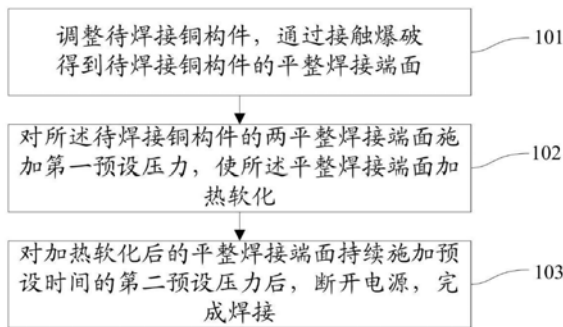 调整待焊接铜构件，通过接触爆破
得到待焊接铜构件的平整焊接端面
101
对所述待焊接铜构件的两平整焊接端面施
加第一预设压力，使所述平整焊接端面加
热软化
102
对加热软化后的平整焊接端面持续施加预
设时间的第二预设压力后，断开电源，完
成焊接
103